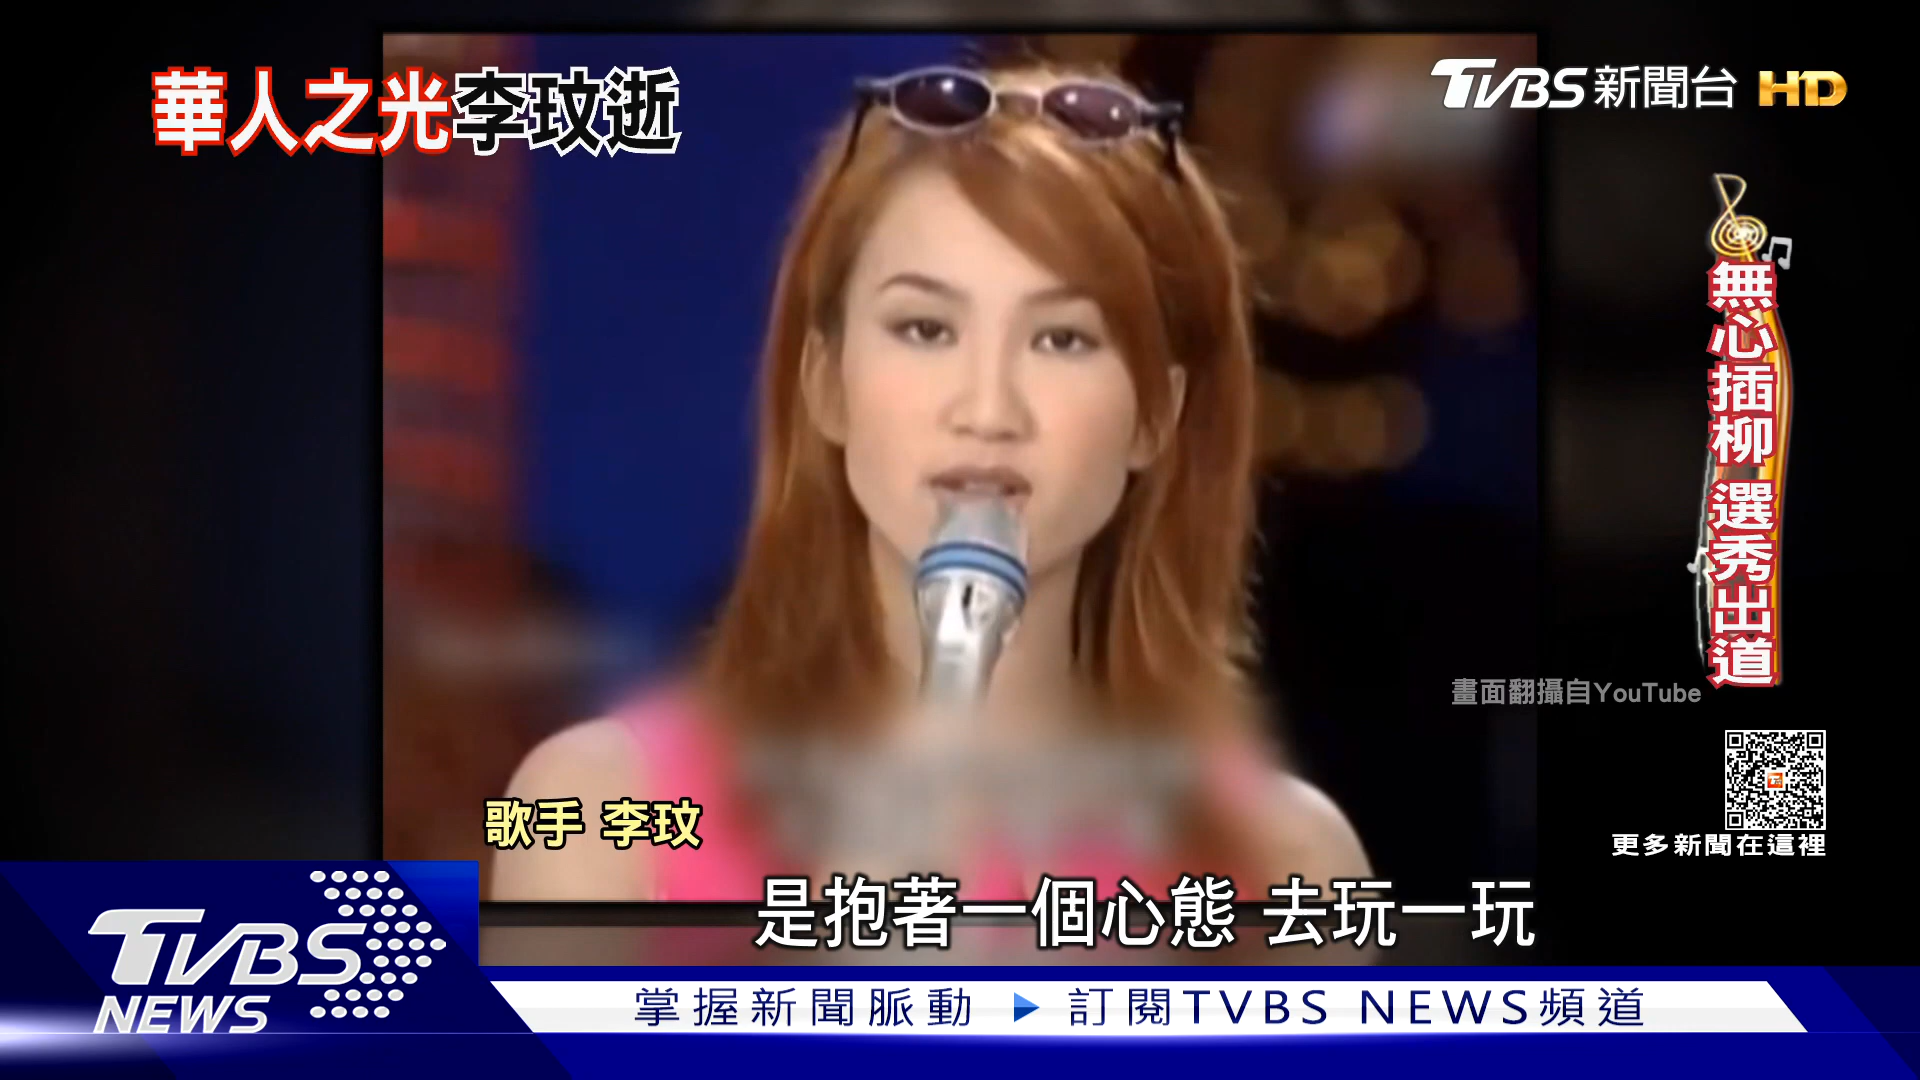 華人之光李玟逝
TVBS新聞台 HD
無心插柳 選秀出道
畫面翻攝自YouTube
更多新聞在這裡
歌手 李玟
是抱著一個心態 去玩一玩
TVBS NEWS
掌握新聞脈動 ▶ 訂閱TVBS NEWS頻道